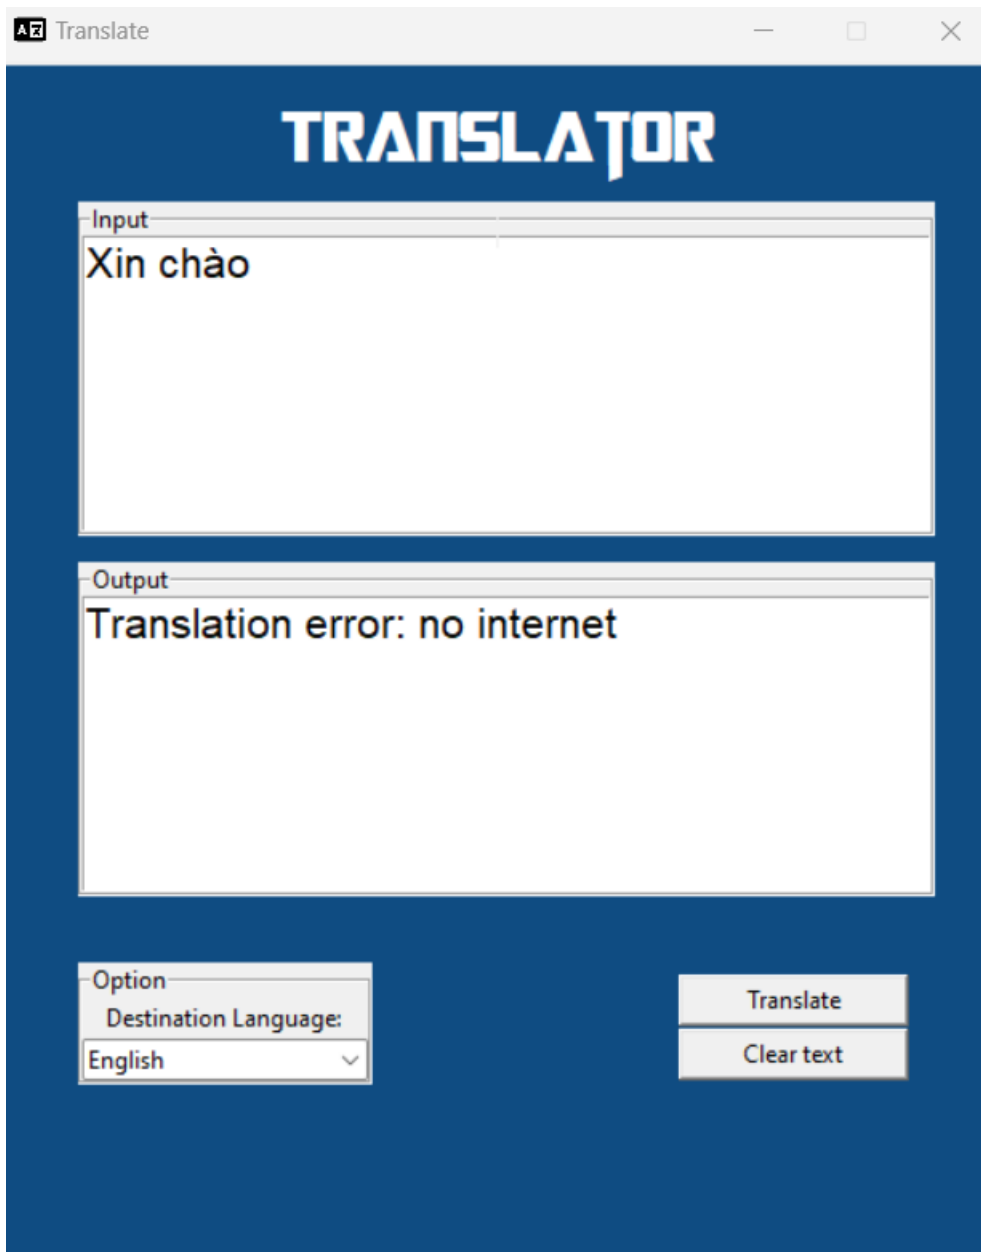 Translate
TRANSLATOR
Input
Xin chào
Output
Translation error: no internet
Option
Destination Language:
English
Translate
Clear text